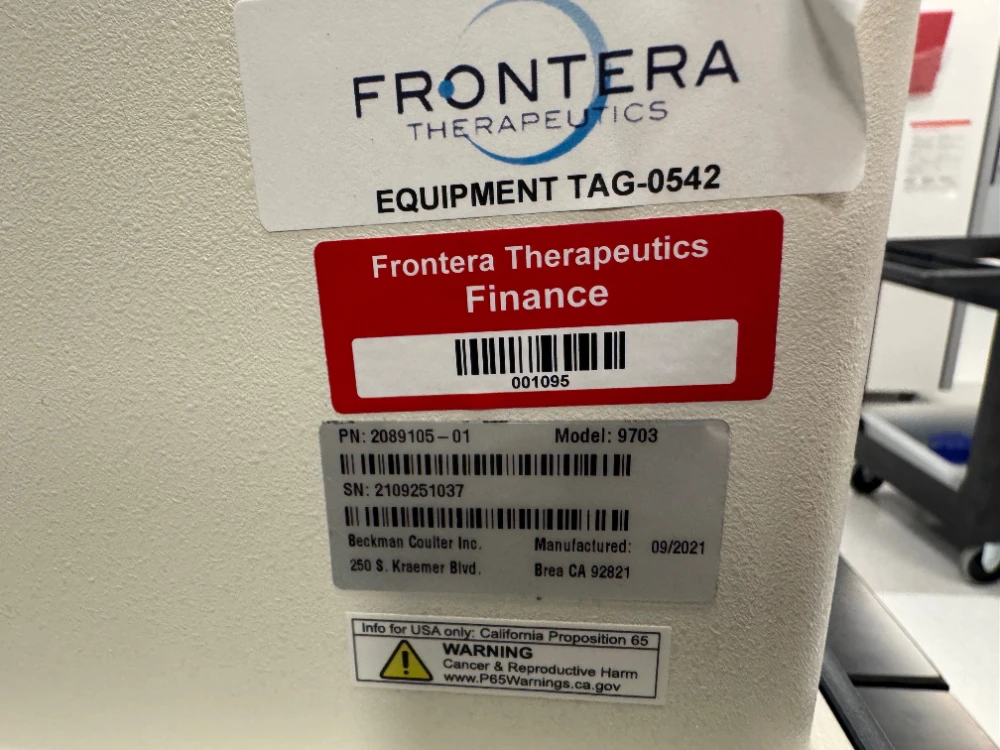 FRONTERA
THERAPEUTICS
EQUIPMENT TAG-0542
Frontera Therapeutics
Finance
001095
PN: 2089105-01 Model: 9703
SN: 2109251037
Beckman Coulter Inc. Manufactured: 09/2021
250 S. Kraemer Blvd. Brea CA 92821
Info for USA only: California Proposition 65
WARNING
Cancer & Reproductive Harm
www.P65Warnings.ca.gov